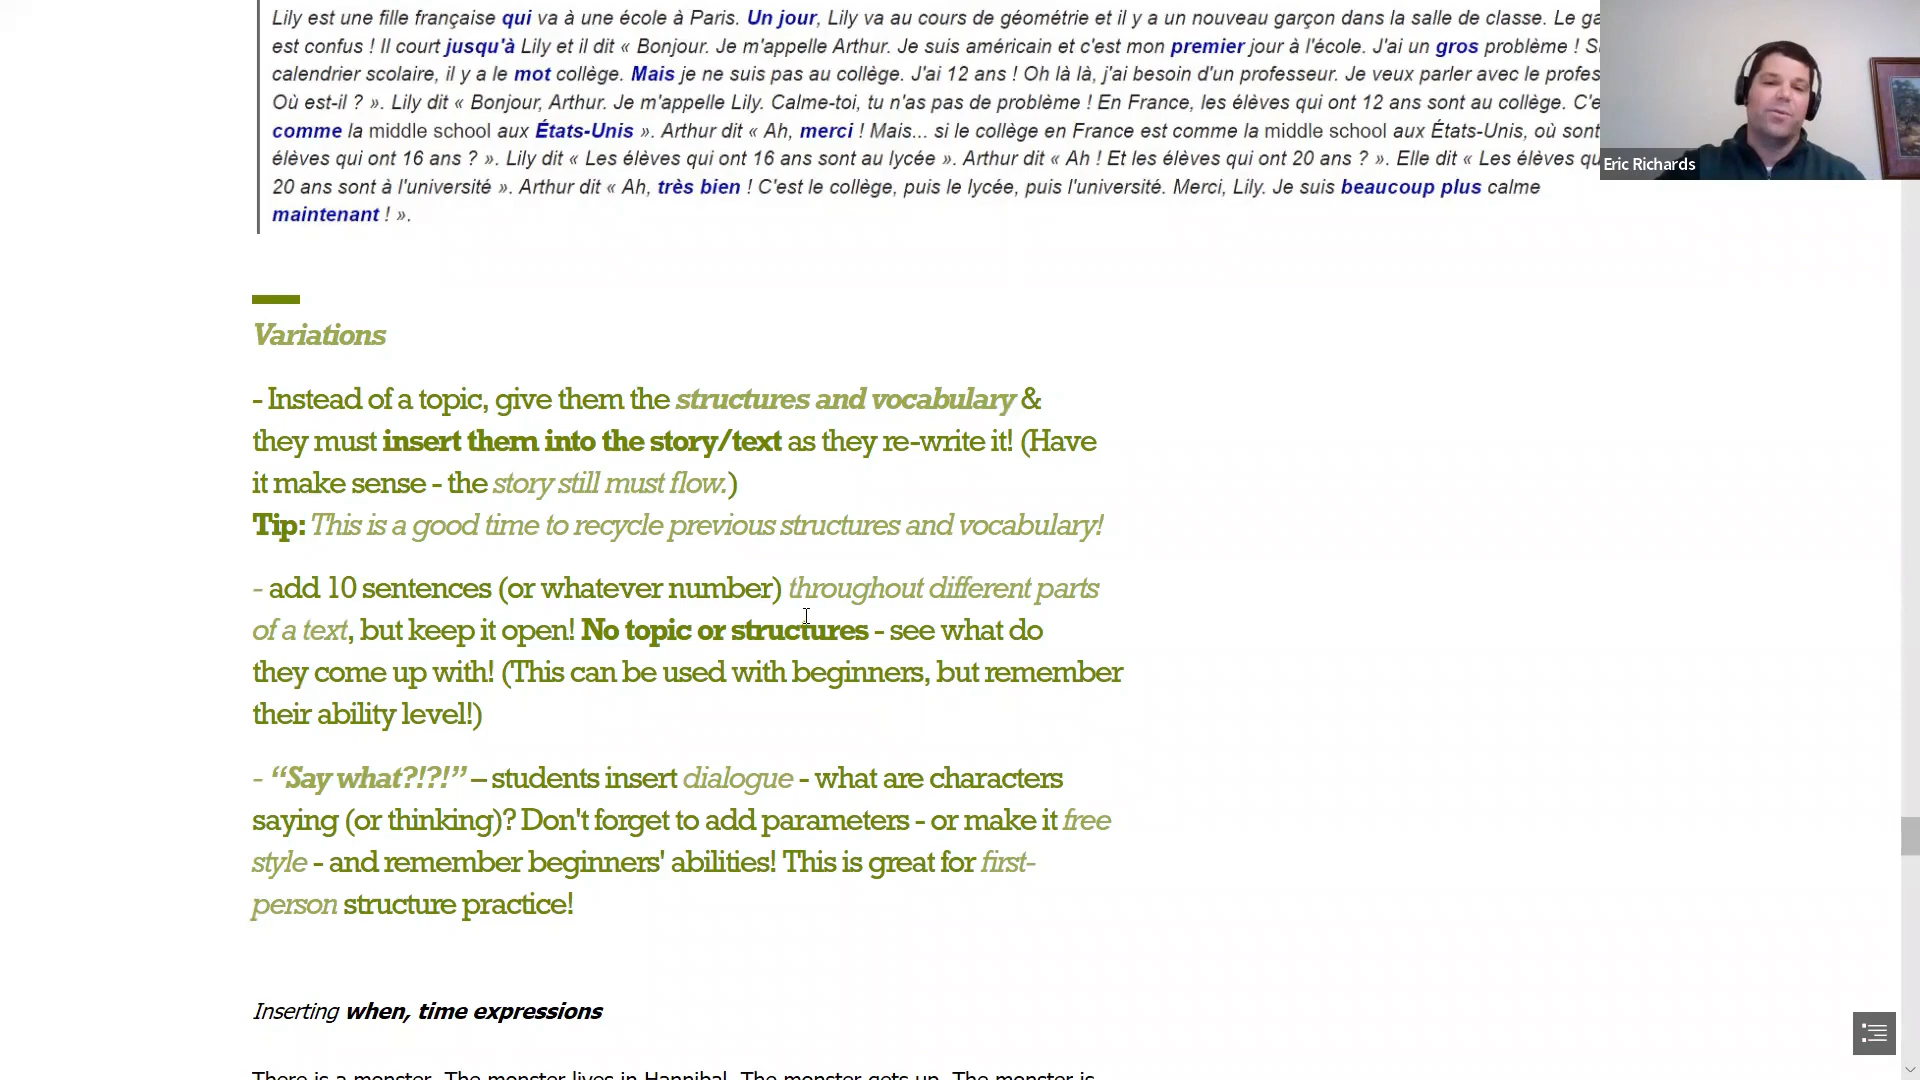 Lily est une fille française qui va à une école à Paris. Un jour, Lily va au cours de géométrie et il y a un nouveau garçon dans la salle de classe. Le
est confus ! Il court jusqu'à Lily et il dit « Bonjour. Je m'appelle Arthur. Je suis américain et c'est mon premier jour à l'école. J'ai un gros problème !
calendrier scolaire, il y a le mot collège. Mais je ne suis pas au collège. J'ai 12 ans ! Oh là là, j'ai besoin d'un professeur. Je veux parler avec le
Où est-il ? ». Lily dit « Bonjour, Arthur. Je m'appelle Lily. Calme-toi, tu n'as pas de problème ! En France, les élèves qui ont 12 ans sont au collège.
comme la middle school aux États-Unis ». Arthur dit « Ah, merci ! Mais... si le collège en France est comme la middle school aux États-Unis, où sont
élèves qui ont 16 ans ? ». Lily dit « Les élèves qui ont 16 ans sont au lycée ». Arthur dit « Ah ! Et les élèves qui ont 20 ans ? ». Elle dit « Les élèves
20 ans sont à l'université ». Arthur dit « Ah, très bien ! C'est le collège, puis le lycée, puis l'université. Merci, Lily. Je suis beaucoup plus calme
maintenant ! ».
Eric Richards
Variations
- Instead of a topic, give them the structures and vocabulary &
they must insert them into the story/text as they re-write it! (Have
it make sense - the story still must flow.)
Tip: This is a good time to recycle previous structures and vocabulary!
- add 10 sentences (or whatever number) throughout different parts
of a text, but keep it open! No topic or structures - see what do
they come up with! (This can be used with beginners, but remember
their ability level!)
- “Say what?!?!” – students insert dialogue - what are characters
saying (or thinking)? Don't forget to add parameters - or make it free
style - and remember beginners' abilities! This is great for first-
person structure practice!
Inserting when, time expressions
There is a monster. The monster lives in Hannibal. The monster gets up. The monster is